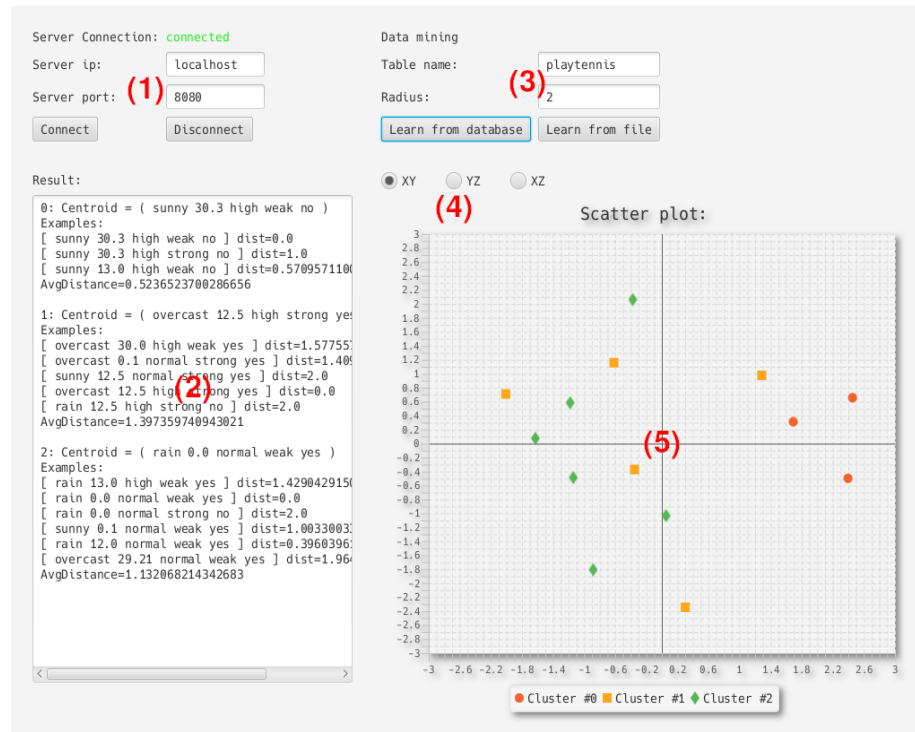 Server Connection: connected
Server ip: localhost
(1)
Server port: 8080
Connect Disconnect
Data mining
Table name: playtennis
(3)
Radius: 2
Learn from database Learn from file
Result:
0: Centroid = ( sunny 30.3 high weak no )
Examples:
[ sunny 30.3 high weak no ] dist=0.0
[ sunny 30.3 high strong no ] dist=1.0
[ sunny 13.0 high weak no ] dist=0.5709571100
AvgDistance=0.5236523700286656
1: Centroid = ( overcast 12.5 high strong yes
Examples:
[ overcast 30.0 high weak yes ] dist=1.57755
[ overcast 0.1 normal strong yes ] dist=1.409
[ sunny 12.5 normal strong yes ] dist=2.0
(2)
[ overcast 12.5 high strong yes ] dist=0.0
[ rain 12.5 high strong no ] dist=2.0
AvgDistance=1.397359740943021
2: Centroid = ( rain 0.0 normal weak yes )
Examples:
[ rain 13.0 high weak yes ] dist=1.4290429150
[ rain 0.0 normal weak yes ] dist=0.0
[ rain 0.0 normal strong no ] dist=2.0
[ sunny 0.1 normal weak yes ] dist=1.0033003
[ rain 12.0 normal weak yes ] dist=0.396039
[ overcast 29.21 normal weak yes ] dist=1.96
AvgDistance=1.132068214342683
XY YZ XZ
(4)
Scatter plot:
3
2.8
2.6
2.4
2.2
2
1.8
1.6
1.4
1.2
1
0.8
0.6
0.4
0.2
0
-0.2
-0.4
-0.6
-0.8
-1
-1.2
-1.4
-1.6
-1.8
-2
-2.2
-2.4
-2.6
-2.8
-3
(5)
-3 -2.6 -2.2 -1.8 -1.4 -1 -0.6 -0.2 0.2 0.6 1 1.4 1.8 2.2 2.6 3
Cluster #0 Cluster #1 Cluster #2